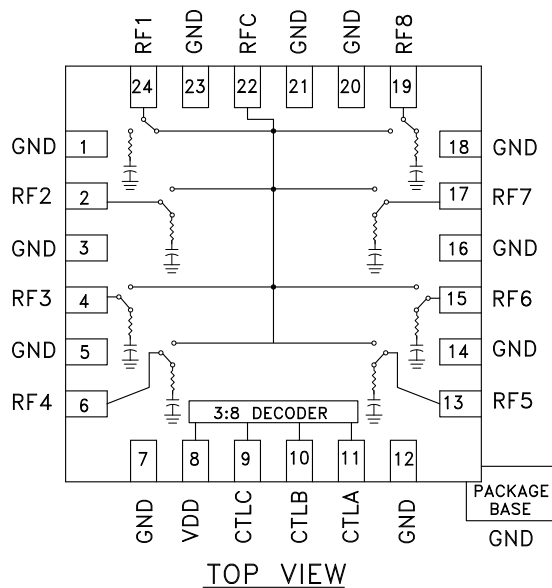 RF1
GND
RFC
GND
GND
RF8
24
23
22
21
20
19
GND
1
18
GND
RF2
2
17
RF7
GND
3
16
GND
RF3
4
15
RF6
GND
5
14
GND
RF4
6
13
RF5
3:8 DECODER
7
8
9
10
11
12
GND
VDD
CTLC
CTLB
CTLA
GND
PACKAGE
BASE
GND
TOP VIEW